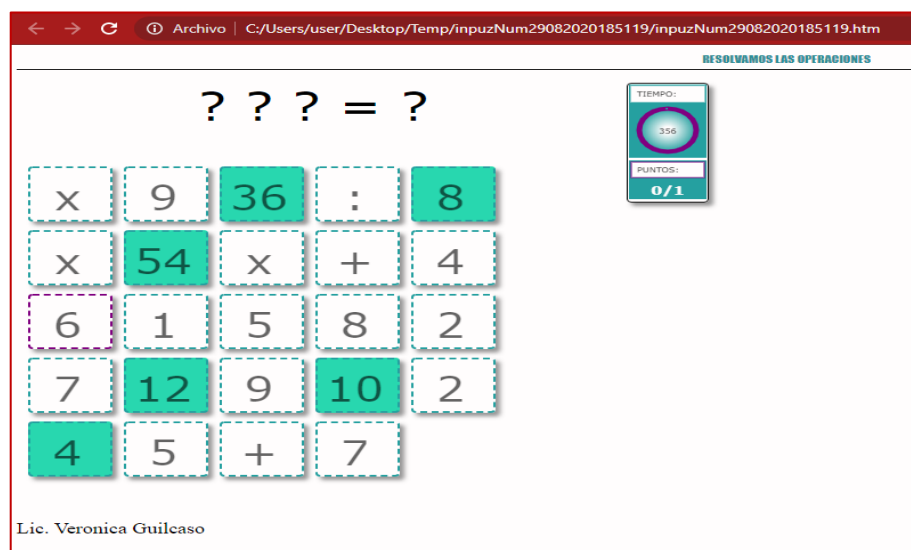 Archivo | C:/Users/user/Desktop/Temp/inpuzNum29082020185119/inpuzNum29082020185119.htm
RESOLVAMOS LAS OPERACIONES
? ? ? = ?
TIEMPO:
356
PUNTOS:
0/1
x 9 36 : 8
x 54 x + 4
6 1 5 8 2
7 12 9 10 2
4 5 + 7
Lic. Veronica Guilcaso